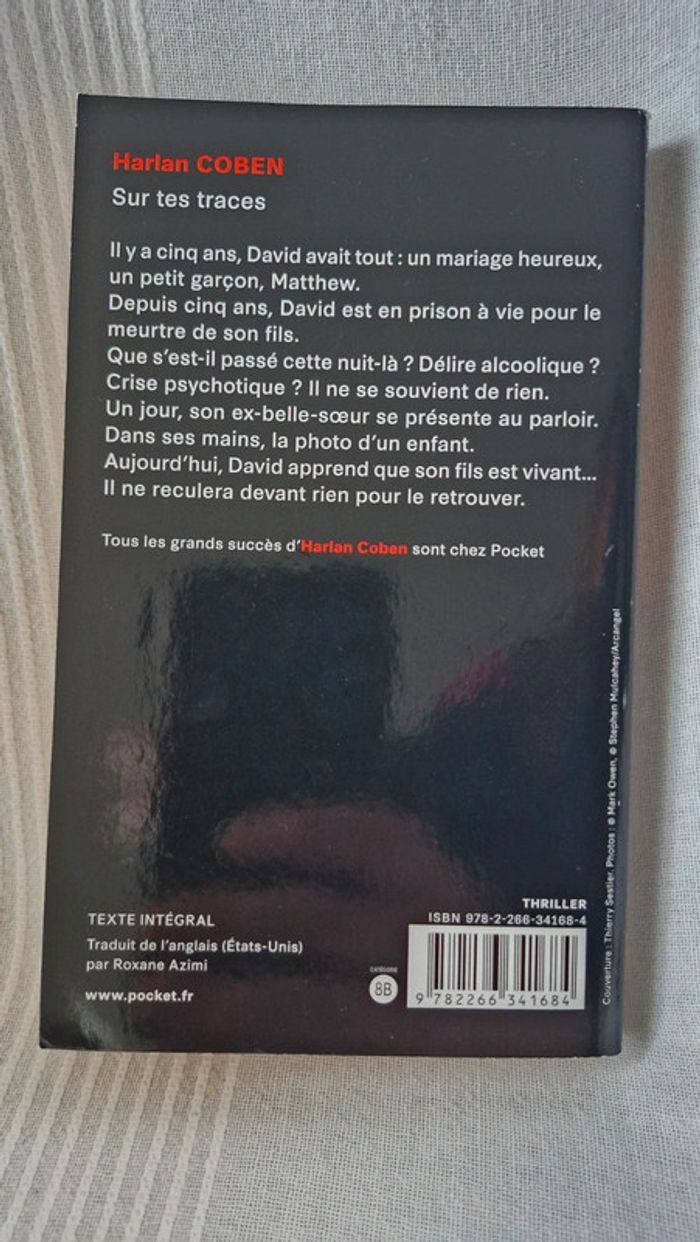 Harlan COBEN
Sur tes traces
Il y a cinq ans, David avait tout : un mariage heureux,
un petit garçon, Matthew.
Depuis cinq ans, David est en prison à vie pour le
meurtre de son fils.
Que s'est-il passé cette nuit-là ? Délire alcoolique ?
Crise psychotique ? Il ne se souvient de rien.
Un jour, son ex-belle-sœur se présente au parloir.
Dans ses mains, la photo d'un enfant.
Aujourd'hui, David apprend que son fils est vivant...
Il ne reculera devant rien pour le retrouver.
Tous les grands succès d'Harlan Coben sont chez Pocket
Couverture : Thierry Sestier. Photos : © Mark Owen, © Stephen Mulcahey/Arcangel
THRILLER
ISBN 978-2-266-34168-4
TEXTE INTÉGRAL
Traduit de l'anglais (États-Unis)
par Roxane Azimi
www.pocket.fr
CATÉGORIE
8B
9 782266 341684